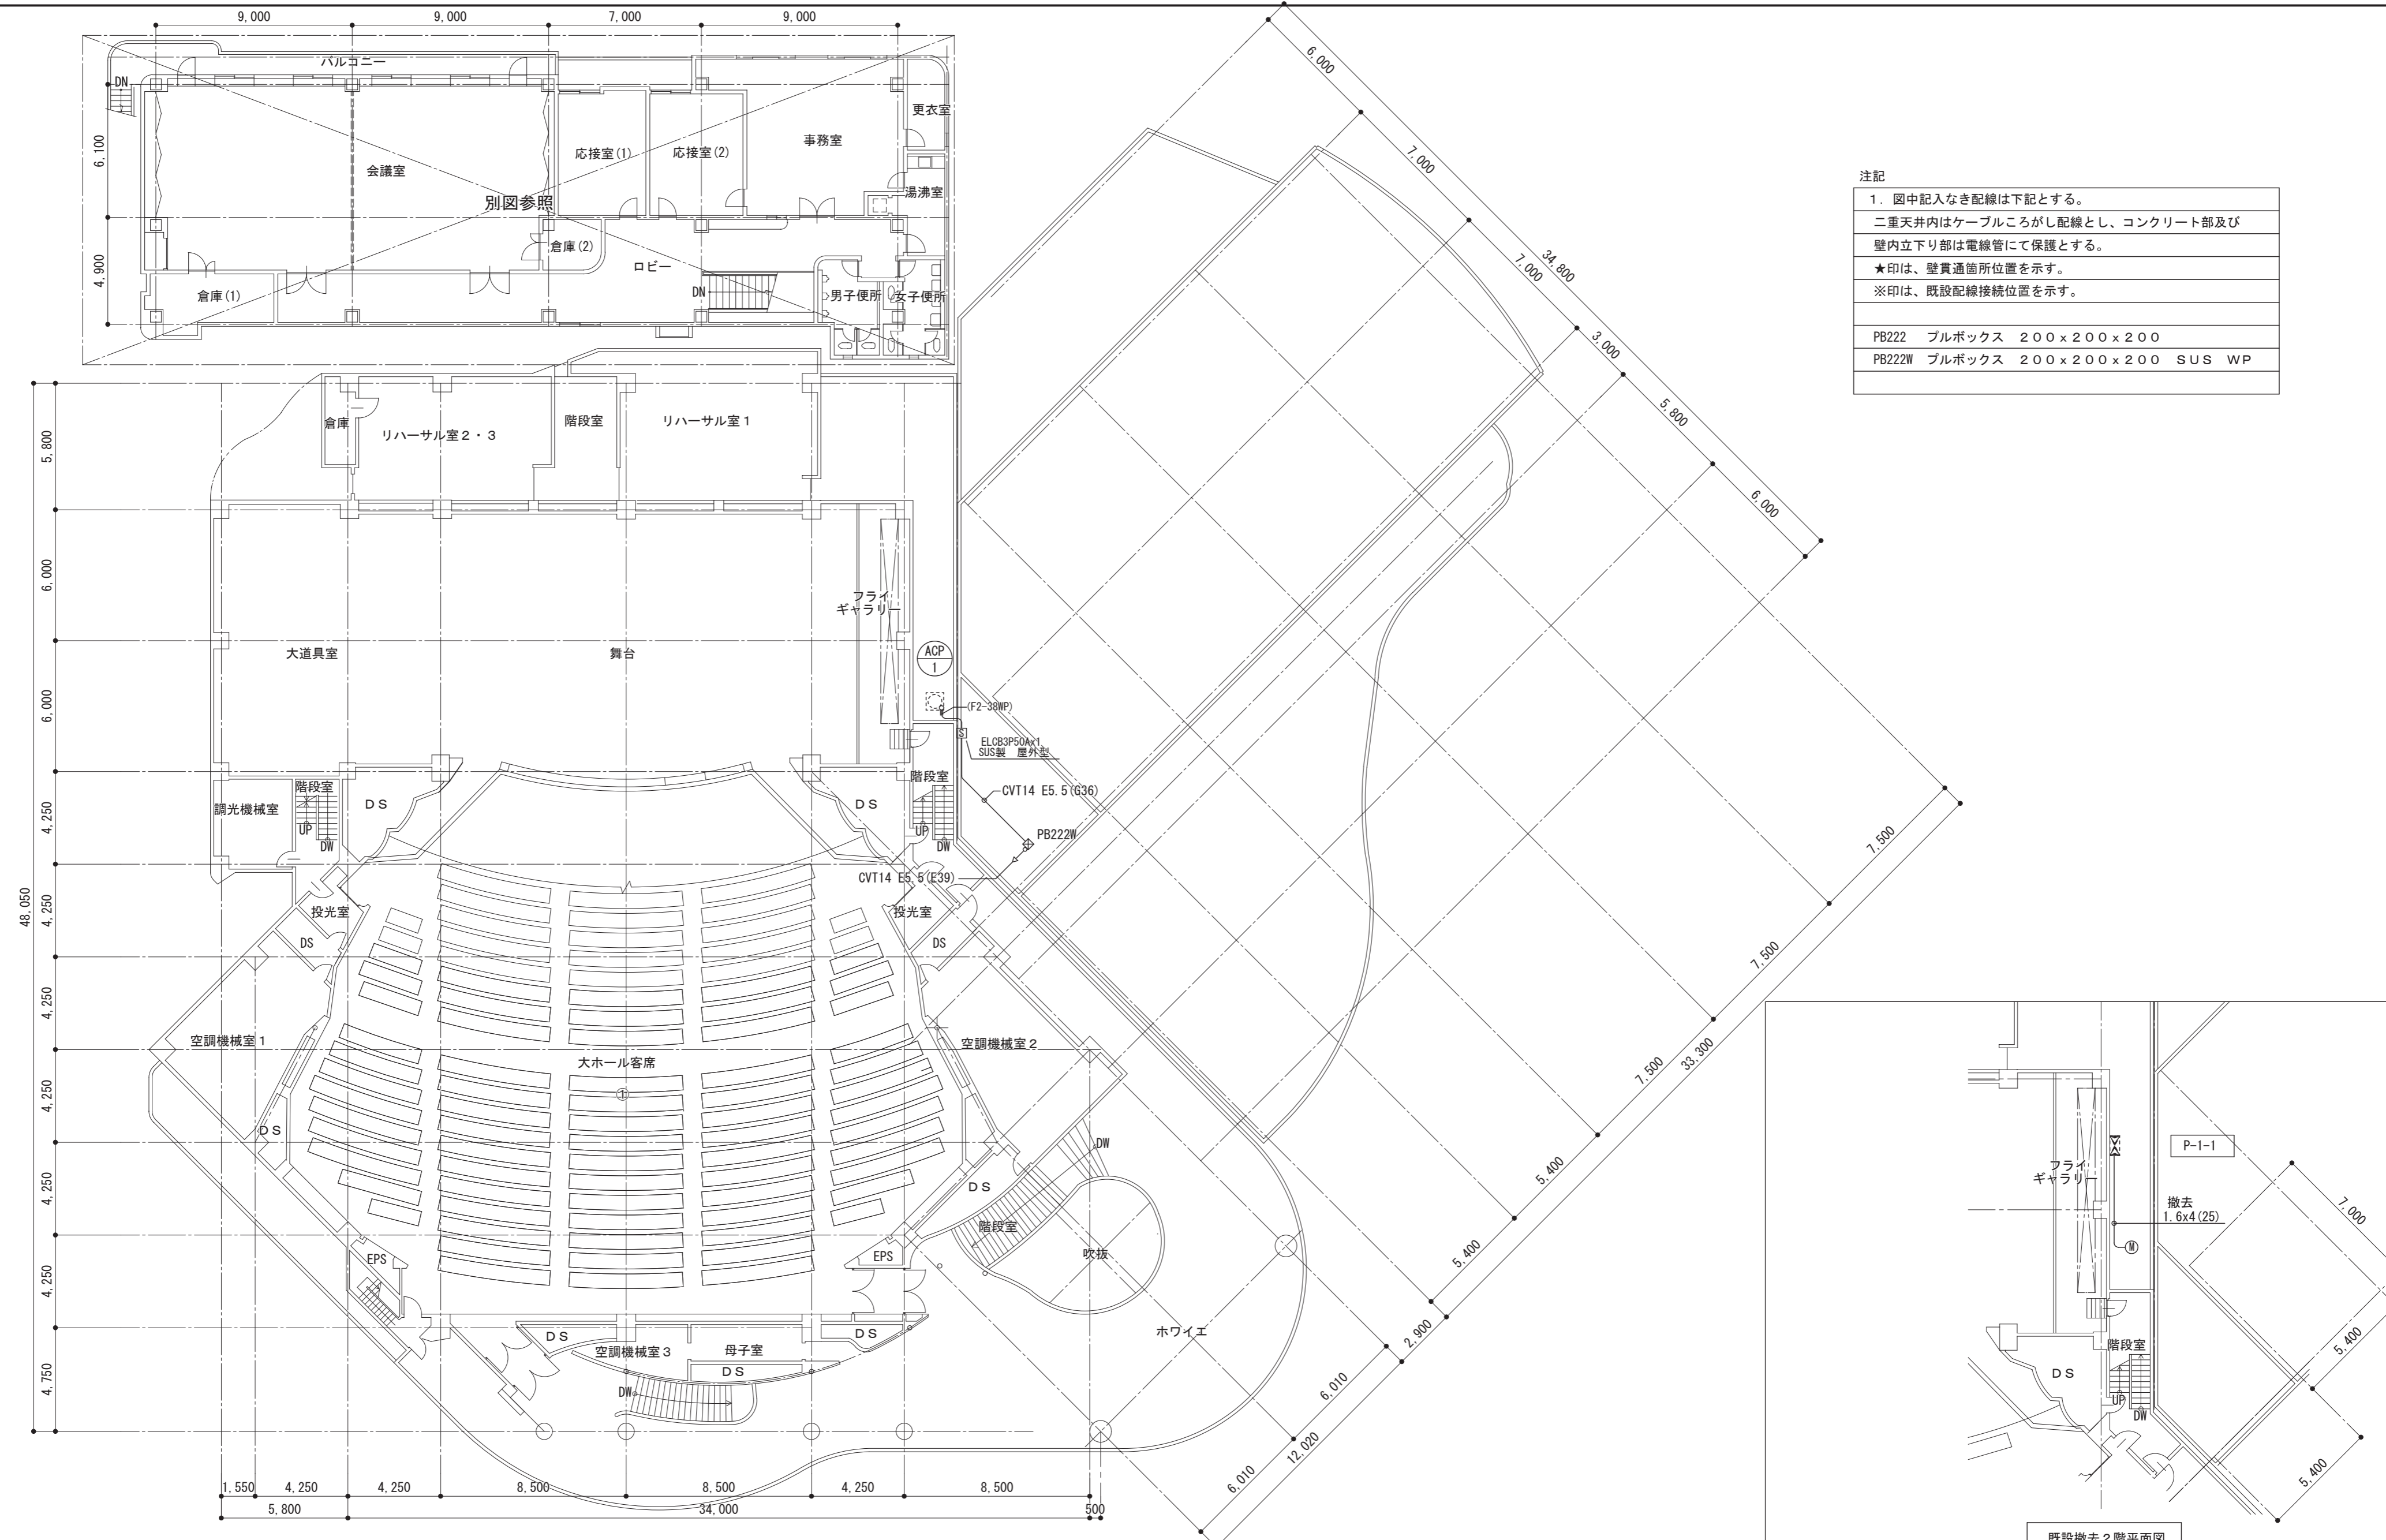 9,000
9,000
7,000
9,000
バルコニー
DN
更衣室
事務室
応接室(1)
応接室(2)
6,100
会議室
湯沸室
別図参照
倉庫(2)
ロビー
4,900
倉庫(1)
DN
男子便所
女子便所
注記
1．図中記入なき配線は下記とする。
二重天井内はケーブルころがし配線とし、コンクリート部及び
壁内立下り部は電線管にて保護とする。
★印は、壁貫通箇所位置を示す。
※印は、既設配線接続位置を示す。
PB222　プルボックス　２００ｘ２００ｘ２００
PB222W　プルボックス　２００ｘ２００ｘ２００　ＳＵＳ　ＷＰ
6,000
7,000
7,000
34,800
3,000
5,800
6,000
倉庫
リハーサル室２・３
階段室
リハーサル室１
5,800
6,000
フライ
ギャラリー
大道具室
舞台
ACP
1
6,000
(F2-38WP)
S
ELCB3P50Ax1
SUS製　屋外型
階段室
階段室
調光機械室
ＤＳ
ＤＳ
CVT14 E5.5(G36)
4,250
UP
UP
PB222W
DW
DW
CVT14 E5.5(E39)
48,050
4,250
投光室
投光室
DS
DS
4,250
空調機械室１
空調機械室２
大ホール客席
①
4,250
ＤＳ
DW
4,250
ＤＳ
階段室
吹抜
EPS
EPS
4,250
ホワイエ
ＤＳ
ＤＳ
空調機械室３
母子室
ＤＳ
4,750
DW
7,500
7,500
7,500
33,300
5,400
5,400
2,900
6,010
12,020
6,010
1,550
4,250
4,250
8,500
8,500
4,250
8,500
5,800
34,000
500
P-1-1
フライ
ギャラリー
撤去
1.6x4(25)
M
7,000
階段室
ＤＳ
UP
DW
5,400
5,400
既設撤去２階平面図